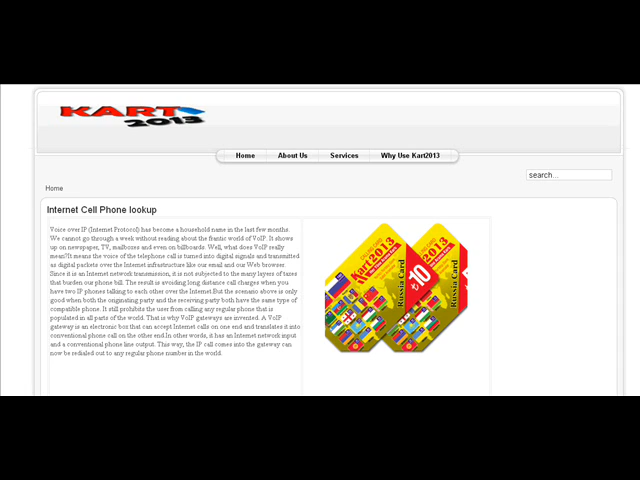 KART
2013
Home About Us Services Why Use Kart2013
search...
Home
Internet Cell Phone lookup
Voice over IP (Internet Protocol) has become a household name in the last few months.
We cannot go through a week without reading about the frantic world of VoIP. It shows
up on newspaper, TV, mailboxes and even on billboards. Well, what does VoIP really
mean?It means the voice of the telephone call is turned into digital signals and transmitted
as digital packets over the Internet infrastructure like our email and our Web browser.
Since it is an Internet network transmission, it is not subjected to the many layers of taxes
that burden our phone bill. The result is avoiding long distance call charges when you
have two IP phones talking to each other over the Internet.But the scenario above is only
good when both the originating party and the receiving party both have the same type of
compatible phone. It still prohibits the user from calling any regular phone that is
populated in all parts of the world. That is why VoIP gateways are invented. A VoIP
gateway is an electronic box that can accept Internet calls on one end and translates it into
conventional phone call on the other end.In other words, it has an Internet network input
and a conventional phone line output. This way, the IP call comes into the gateway can
now be redialed out to any regular phone number in the world.
Kart2013
10
Russia Card
2013
Russia Card